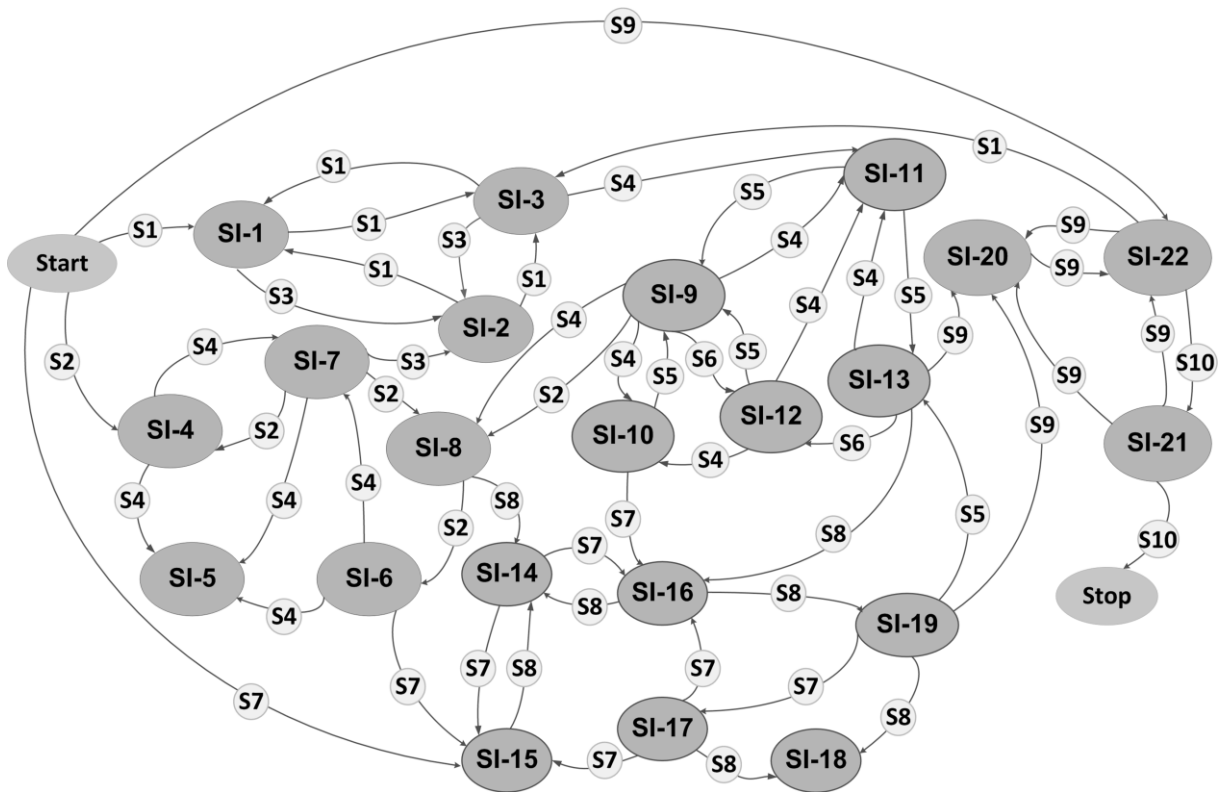 S9
S1
S1
SI-11
SI-3
S4
S5
S1
S1
SI-1
S3
S4
S9
SI-20
SI-22
Start
S1
S9
S4
SI-9
S5
S3
S1
SI-2
S4
S4
S9
S4
SI-7
S3
S6
S5
S2
S4
S5
SI-13
S10
S2
S2
S9
SI-12
SI-4
S2
SI-10
S9
SI-8
S4
S6
SI-21
S4
S4
S4
S8
S2
S7
S8
S5
S10
S7
SI-5
SI-6
SI-14
SI-16
S8
Stop
S4
S8
SI-19
S7
S8
S7
S7
S7
S7
SI-17
S8
SI-15
S7
S8
SI-18